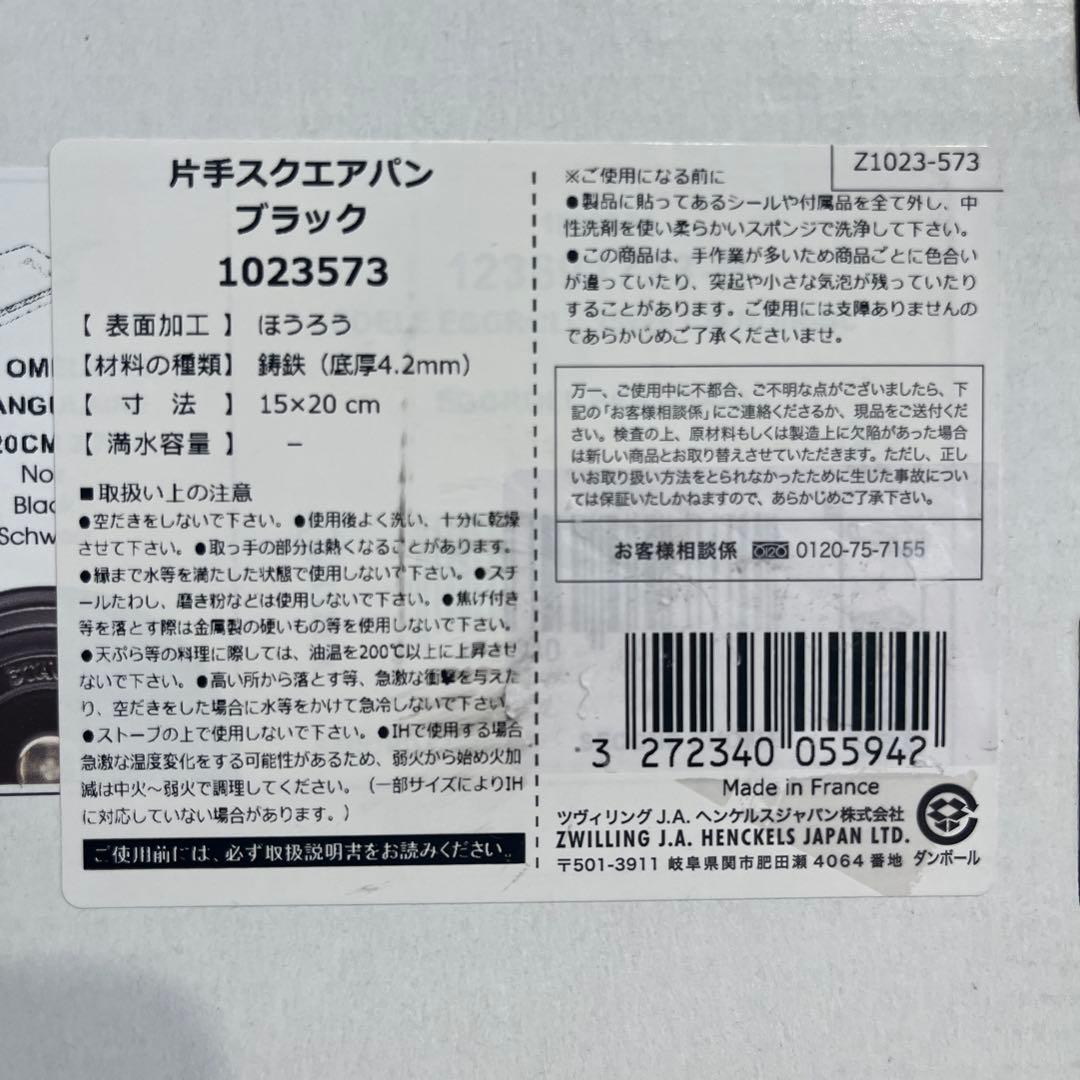 片手スクエアパン
ブラック
1023573
【 表面加工 】 ほうろう
【材料の種類】 鋳鉄（底厚4.2mm）
【 寸 法 】 15×20 cm
【 満水容量 】 －
■取扱い上の注意
●空だきをしないで下さい。●使用後よく洗い、十分に乾燥
させて下さい。●取っ手の部分は熱くなることがあります。
●縁まで水等を満たした状態で使用しないで下さい。●スチ
ールたわし、磨き粉などは使用しないで下さい。●焦げ付き
等を落とす際は金属製の硬いもの等を使用しないで下さい。
●天ぷら等の料理に際しては、油温を200℃以上に上昇させ
ないで下さい。●高い所から落とす等、急激な衝撃を与えた
り、空だきをした場合に水等をかけて急冷しないで下さい。
●ストーブの上で使用しないで下さい。●IHで使用する場合
急激な温度変化をする可能性があるため、弱火から始め火加
減は中火～弱火で調理してください。（一部サイズによりIH
に対応していない場合があります。）
ご使用前には、必ず取扱説明書をお読みください。
Z1023-573
※ご使用になる前に
●製品に貼ってあるシールや付属品を全て外し、中
性洗剤を使い柔らかいスポンジで洗浄して下さい。
●この商品は、手作業が多いため商品ごとに色合い
が違っていたり、突起や小さな気泡が残っていたり
することがあります。ご使用には支障ありませんの
であらかじめご了承くださいませ。
万一、ご使用中に不都合、ご不明な点がございましたら、下
記の「お客様相談係」にご連絡くださるか、現品をご送付くだ
さい。検査の上、原材料もしくは製造上に欠陥があった場合
は新しい商品とお取り替えさせていただきます。ただし、正し
いお取り扱い方法をとられなかったために生じた事故につい
ては保証いたしかねますので、あらかじめご了承下さい。
お客様相談係 0120-75-7155
3 272340 055942
Made in France
ツヴィリング J.A. ヘンケルスジャパン株式会社
ZWILLING J.A. HENCKELS JAPAN LTD.
〒501-3911 岐阜県関市肥田瀬 4064 番地
ダンボール
OM
ANGL
20CM
No
Blac
Schw